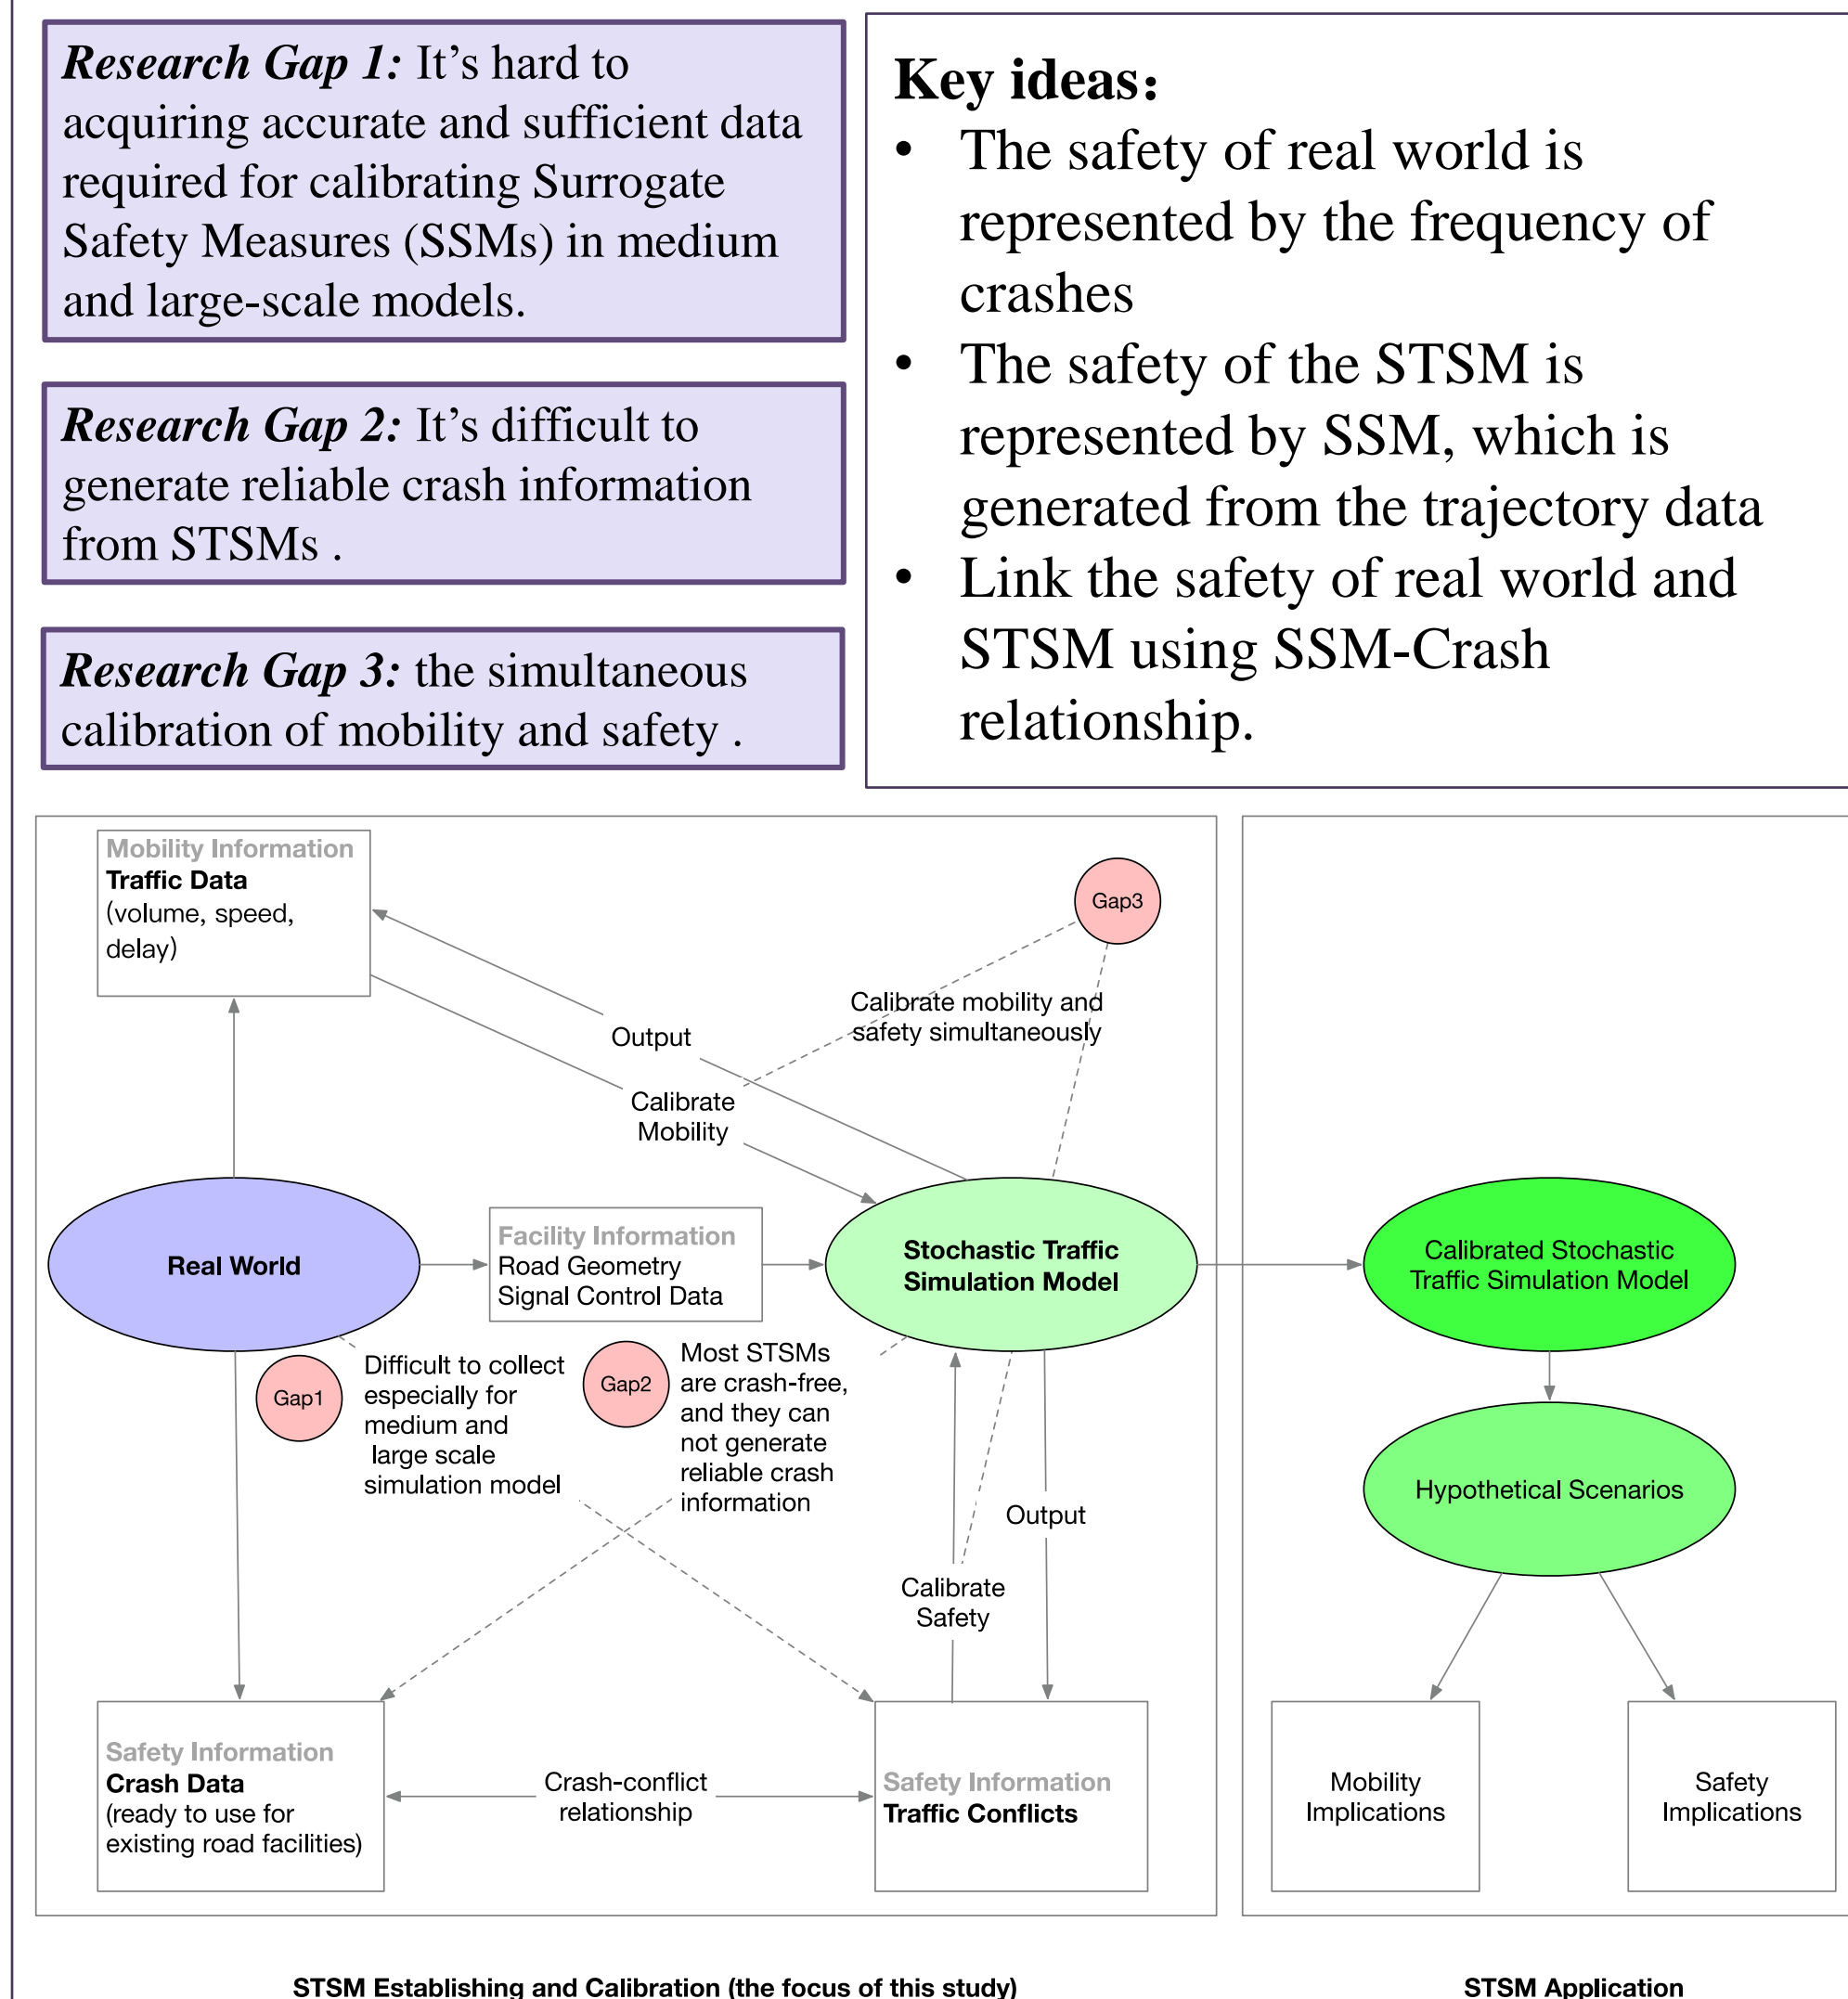 Research Gap 1: It's hard to
acquiring accurate and sufficient data
required for calibrating Surrogate
Safety Measures (SSMs) in medium
and large-scale models.
Research Gap 2: It's difficult to
generate reliable crash information
from STSMs .
Research Gap 3: the simultaneous
calibration of mobility and safety .
Key ideas：
• The safety of real world is
represented by the frequency of
crashes
• The safety of the STSM is
represented by SSM, which is
generated from the trajectory data
• Link the safety of real world and
STSM using SSM-Crash
relationship.
Mobility Information
Traffic Data
(volume, speed,
delay)
Gap3
Calibrate mobility and
safety simultaneously
Output
Calibrate
Mobility
Real World
Facility Information
Road Geometry
Signal Control Data
Stochastic Traffic
Simulation Model
Calibrated Stochastic
Traffic Simulation Model
Gap1
Difficult to collect
especially for
medium and
large scale
simulation model
Gap2
Most STSMs
are crash-free,
and they can
not generate
reliable crash
information
Output
Hypothetical Scenarios
Calibrate
Safety
Safety Information
Crash Data
(ready to use for
existing road facilities)
Crash-conflict
relationship
Safety Information
Traffic Conflicts
Mobility
Implications
Safety
Implications
STSM Establishing and Calibration (the focus of this study)
STSM Application